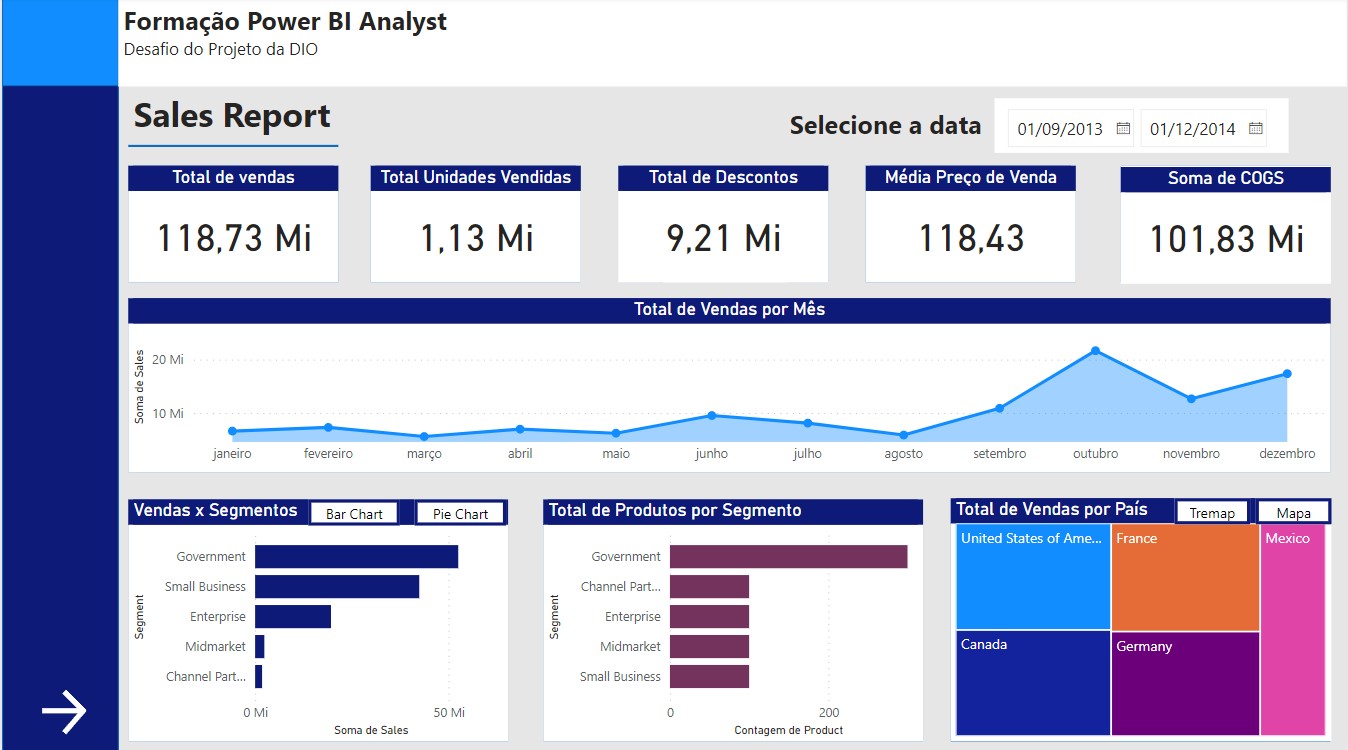 Formação Power BI Analyst
Desafio do Projeto da DIO
Sales Report
Selecione a data
01/09/2013
01/12/2014
Total de vendas
118,73 Mi
Total Unidades Vendidas
1,13 Mi
Total de Descontos
9,21 Mi
Média Preço de Venda
118,43
Soma de COGS
101,83 Mi
Total de Vendas por Mês
Soma de Sales
20 Mi
10 Mi
janeiro fevereiro março abril maio junho julho agosto setembro outubro novembro dezembro
Vendas x Segmentos
Bar Chart
Pie Chart
Segment
Government
Small Business
Enterprise
Midmarket
Channel Part...
0 Mi 50 Mi
Soma de Sales
Total de Produtos por Segmento
Segment
Government
Channel Part...
Enterprise
Midmarket
Small Business
0 200
Contagem de Product
Total de Vendas por País
Tremap
Mapa
United States of Ame...
France
Mexico
Canada
Germany